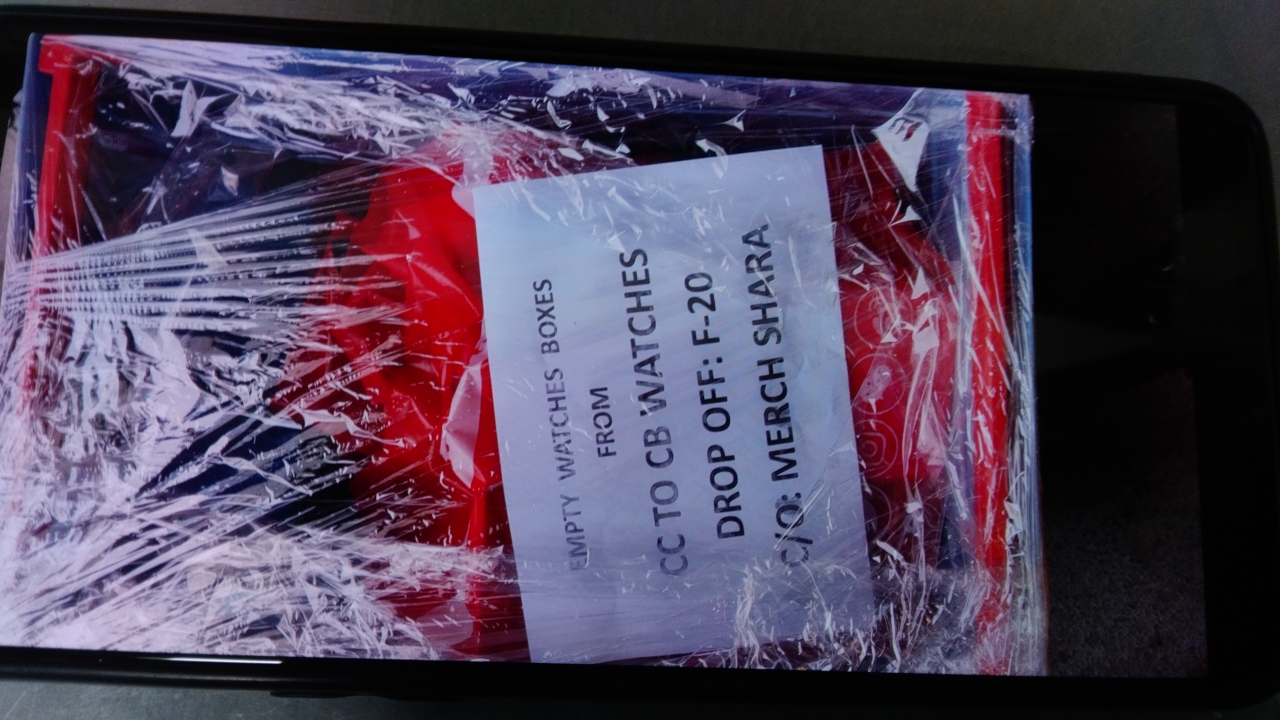 EMPTY WATCHES BOXES
FROM
CC TO CB WATCHES
DROP OFF: F-20
C/O: MERCH SHARA